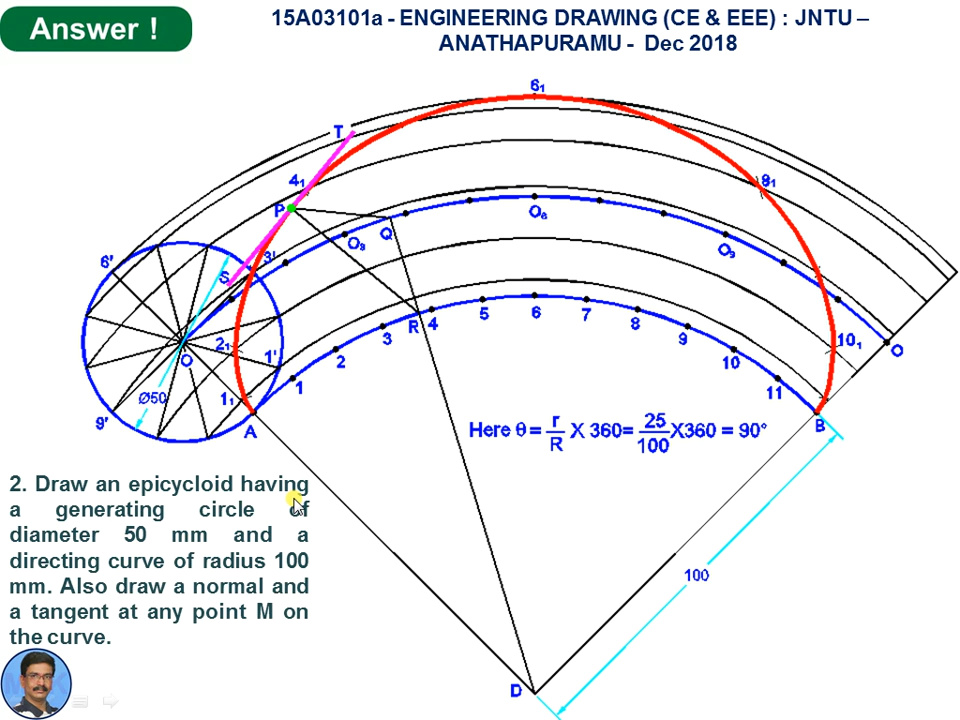 Answer !
15A03101a - ENGINEERING DRAWING (CE & EEE) : JNTU –
ANATHAPURAMU - Dec 2018
6₁
T
4₁
8₁
P
O₆
Q
O₃
O₉
6'
3'
S
R
4
5
6
7
8
2₁
3
9
10₁
O
1'
O
2
10
Ø50
1
11
1₁
9'
A
B
Here θ = r/R X 360= 25/100 X360 = 90°
2. Draw an epicycloid having
a generating circle of
diameter 50 mm and a
directing curve of radius 100
mm. Also draw a normal and
a tangent at any point M on
the curve.
100
D